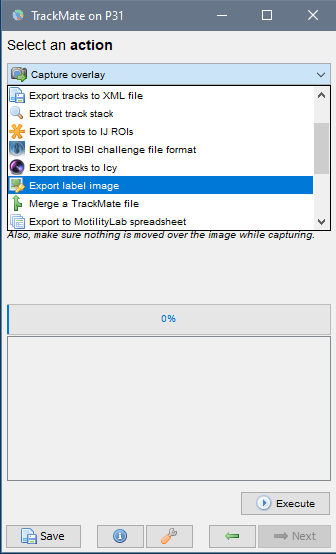 TrackMate on P31
Select an action
Capture overlay
Export tracks to XML file
Extract track stack
Export spots to IJ ROIs
Export to ISBI challenge file format
Export tracks to Icy
Export label image
Merge a TrackMate file
Export to MotilityLab spreadsheet
Also, make sure nothing is moved over the image while capturing.
0%
Execute
Save
Next